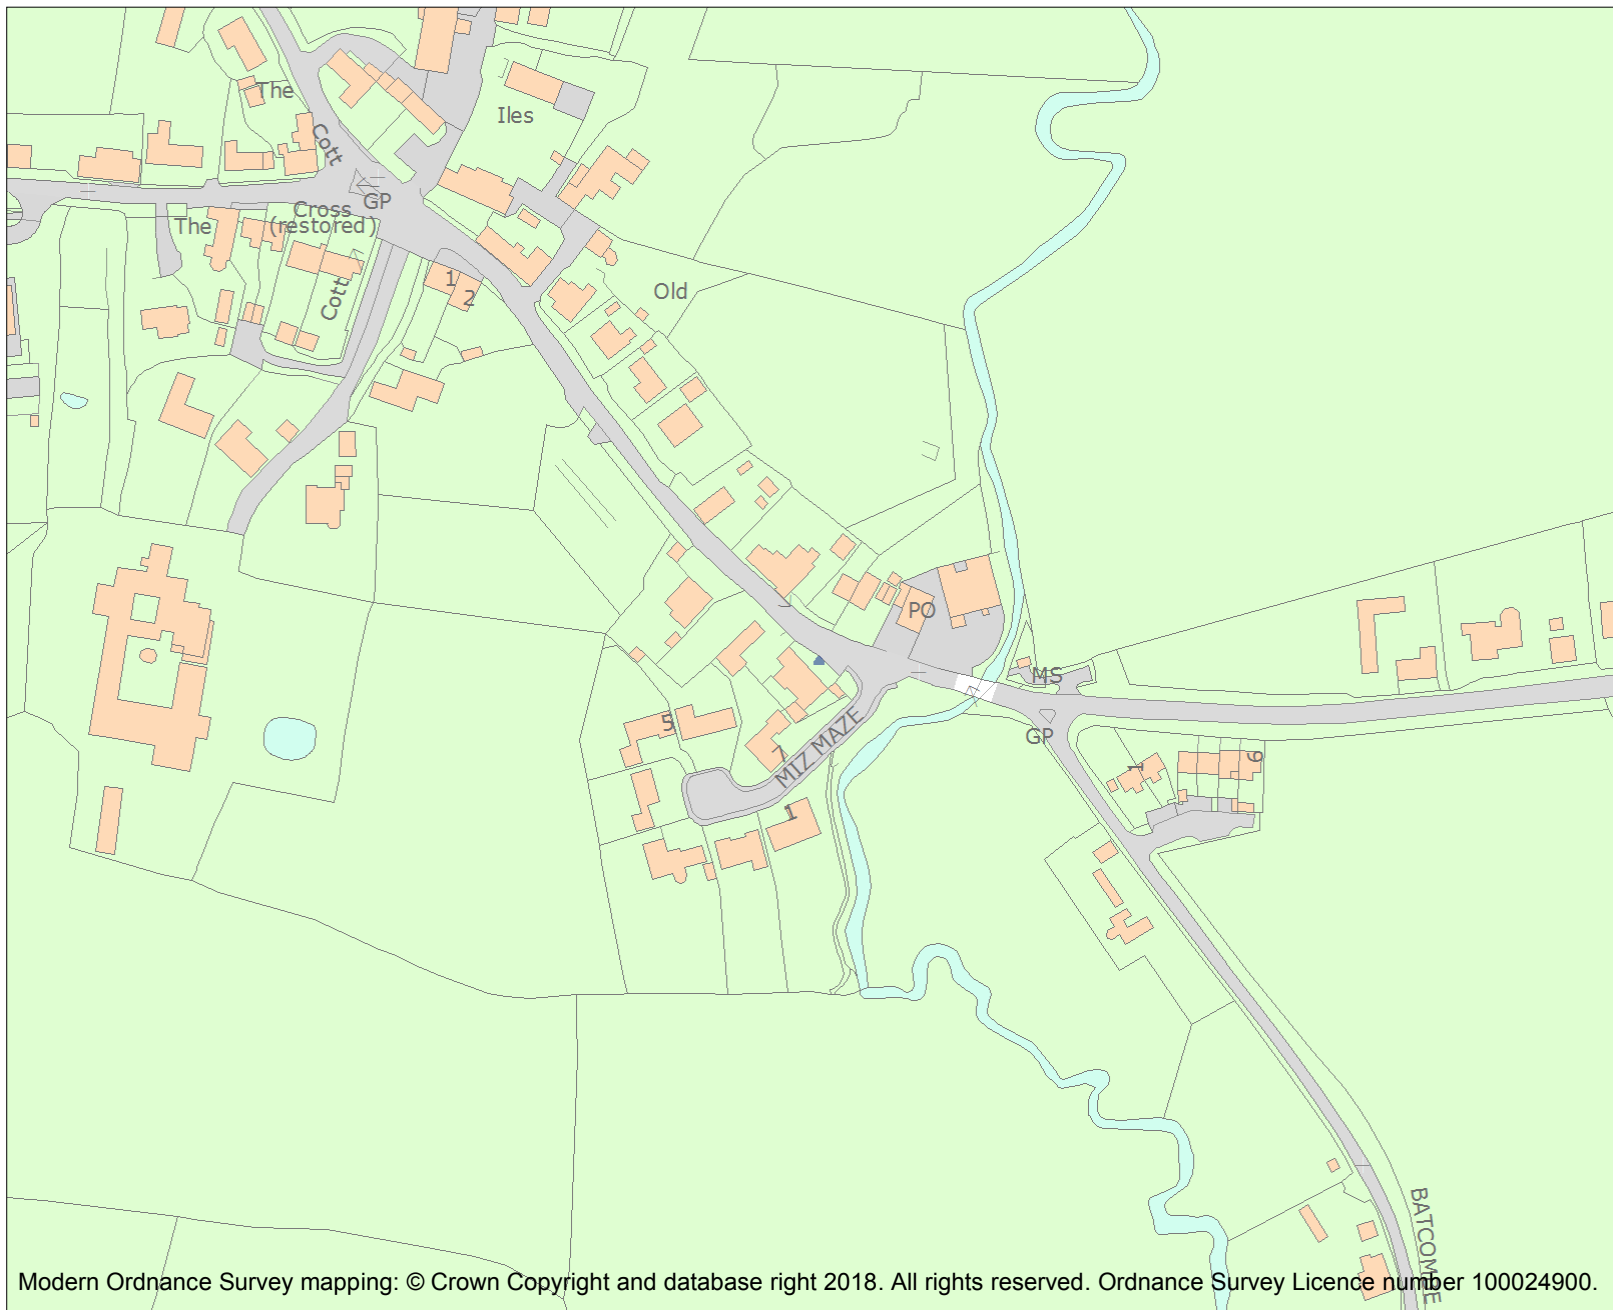 The
Cott
Iles
GP
Cross
(restored)
The
Cott
1
2
Old
PO
MS
GP
5
7
MIZ MAZE
1
1
6
BATCOMBE
Modern Ordnance Survey mapping: © Crown Copyright and database right 2018. All rights reserved. Ordnance Survey Licence number 100024900.